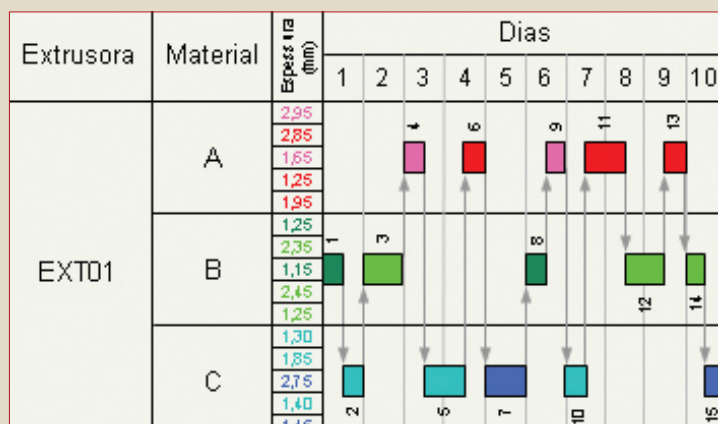 Extrusora Material Espessura (mm) Dias
1 2 3 4 5 6 7 8 9 10
2,95
2,85
4 6 9 11 13
A 1,65
1,25
1,95
1,25
1 3 8
2,35
EXT01 B 1,15
2,45
12 14
1,25
1,30
1,85
C 2,75
1,40
2 5 7 10 15